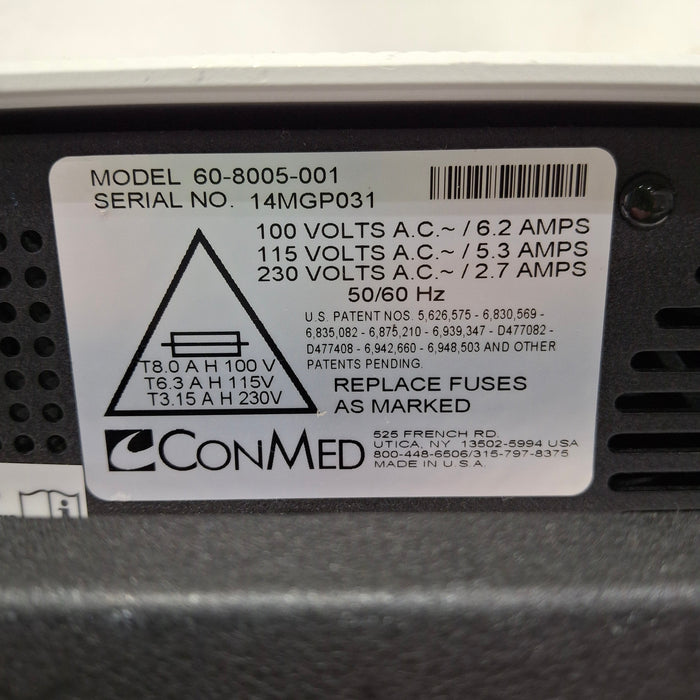 MODEL 60-8005-001
SERIAL NO. 14MGP031
100 VOLTS A.C.~ / 6.2 AMPS
115 VOLTS A.C.~ / 5.3 AMPS
230 VOLTS A.C.~ / 2.7 AMPS
50/60 Hz
U.S. PATENT NOS. 5,626,575 - 6,830,569 -
6,835,082 - 6,875,210 - 6,939,347 - D477082 -
D477408 - 6,942,660 - 6,948,503 AND OTHER
PATENTS PENDING.
T8.0 A H 100 V
T6.3 A H 115V
T3.15 A H 230V
REPLACE FUSES
AS MARKED
CONMED
525 FRENCH RD.
UTICA, NY 13502-5994 USA
800-448-6506/315-797-8375
MADE IN U.S.A.